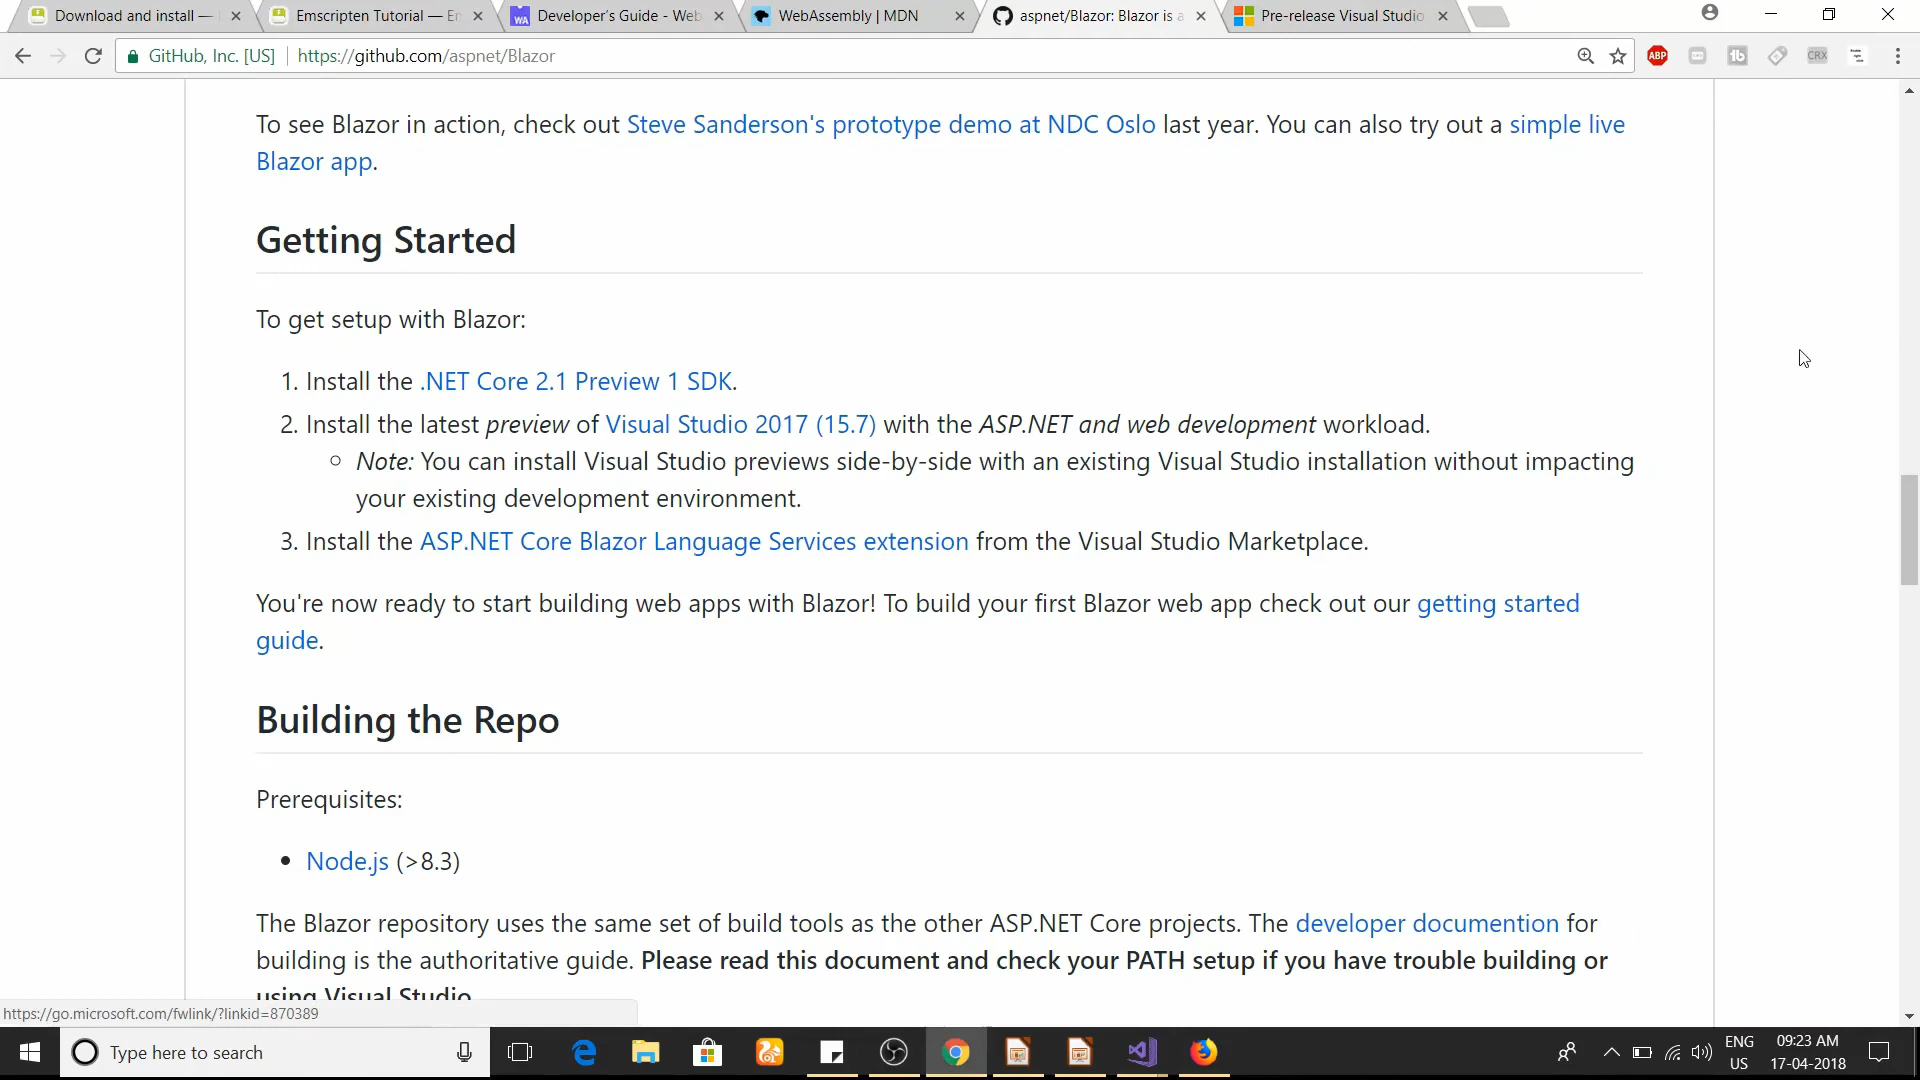 Download and install —
Emscripten Tutorial — En
Developer's Guide - Web
WebAssembly | MDN
aspnet/Blazor: Blazor is a
Pre-release Visual Studio
GitHub, Inc. [US]
https://github.com/aspnet/Blazor
ABP
CRX
To see Blazor in action, check out Steve Sanderson's prototype demo at NDC Oslo last year. You can also try out a simple live
Blazor app.
Getting Started
To get setup with Blazor:
1. Install the .NET Core 2.1 Preview 1 SDK.
2. Install the latest preview of Visual Studio 2017 (15.7) with the ASP.NET and web development workload.
Note: You can install Visual Studio previews side-by-side with an existing Visual Studio installation without impacting
your existing development environment.
3. Install the ASP.NET Core Blazor Language Services extension from the Visual Studio Marketplace.
You're now ready to start building web apps with Blazor! To build your first Blazor web app check out our getting started
guide.
Building the Repo
Prerequisites:
• Node.js (>8.3)
The Blazor repository uses the same set of build tools as the other ASP.NET Core projects. The developer documention for
building is the authoritative guide. Please read this document and check your PATH setup if you have trouble building or
using Visual Studio
https://go.microsoft.com/fwlink/?linkid=870389
Type here to search
ENG
US
09:23 AM
17-04-2018